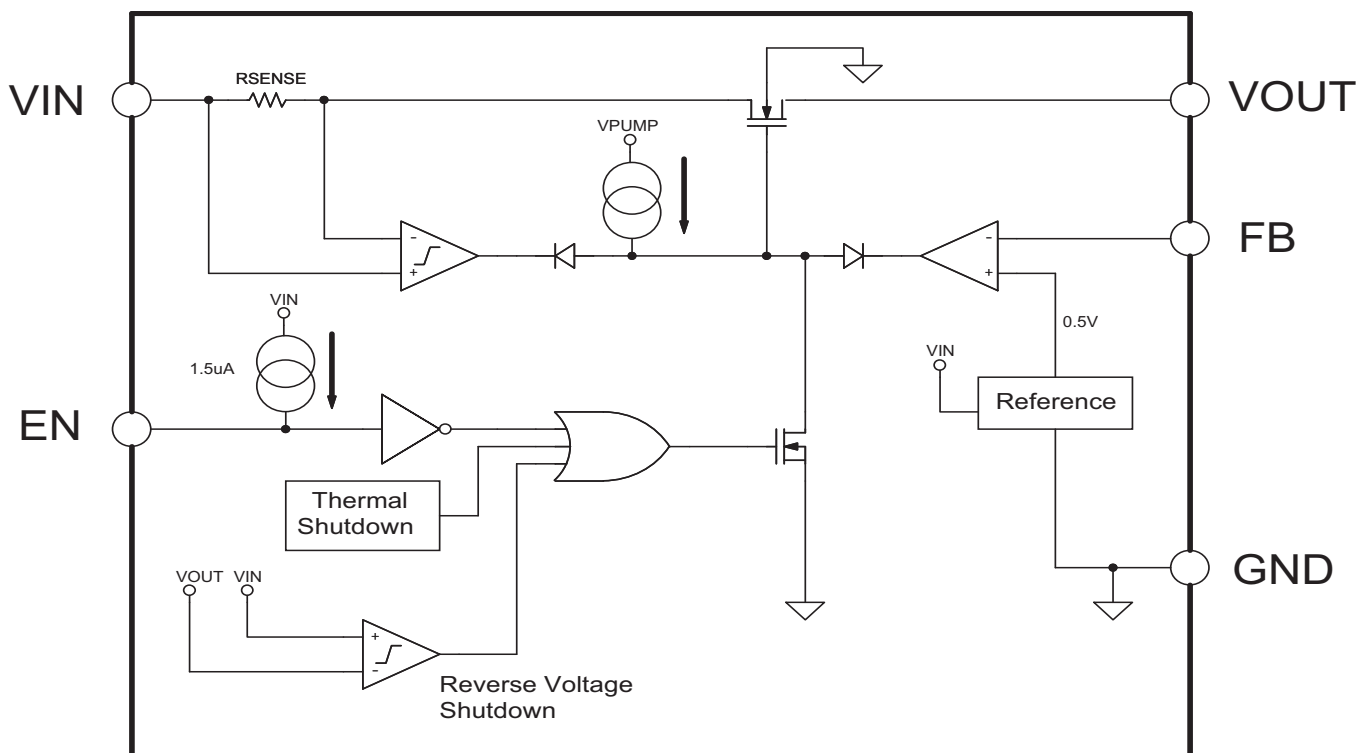 RSENSE
VIN
VOUT
VPUMP
-
+
-
+
FB
VIN
1.5uA
0.5V
VIN
Reference
EN
Thermal
Shutdown
VOUT VIN
+
-
Reverse Voltage
Shutdown
GND